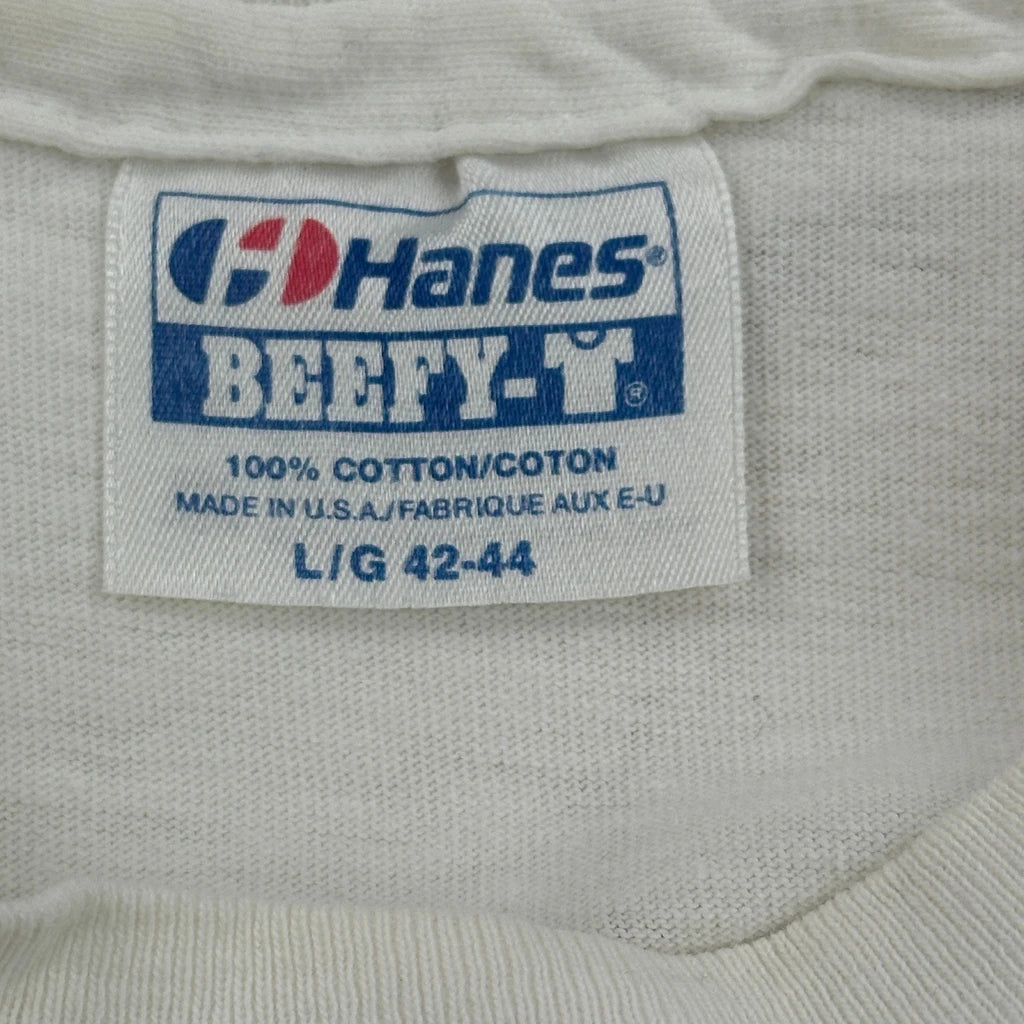 Hanes®
BEEFY-T®
100% COTTON/COTON
MADE IN U.S.A./FABRIQUE AUX E-U
L/G 42-44